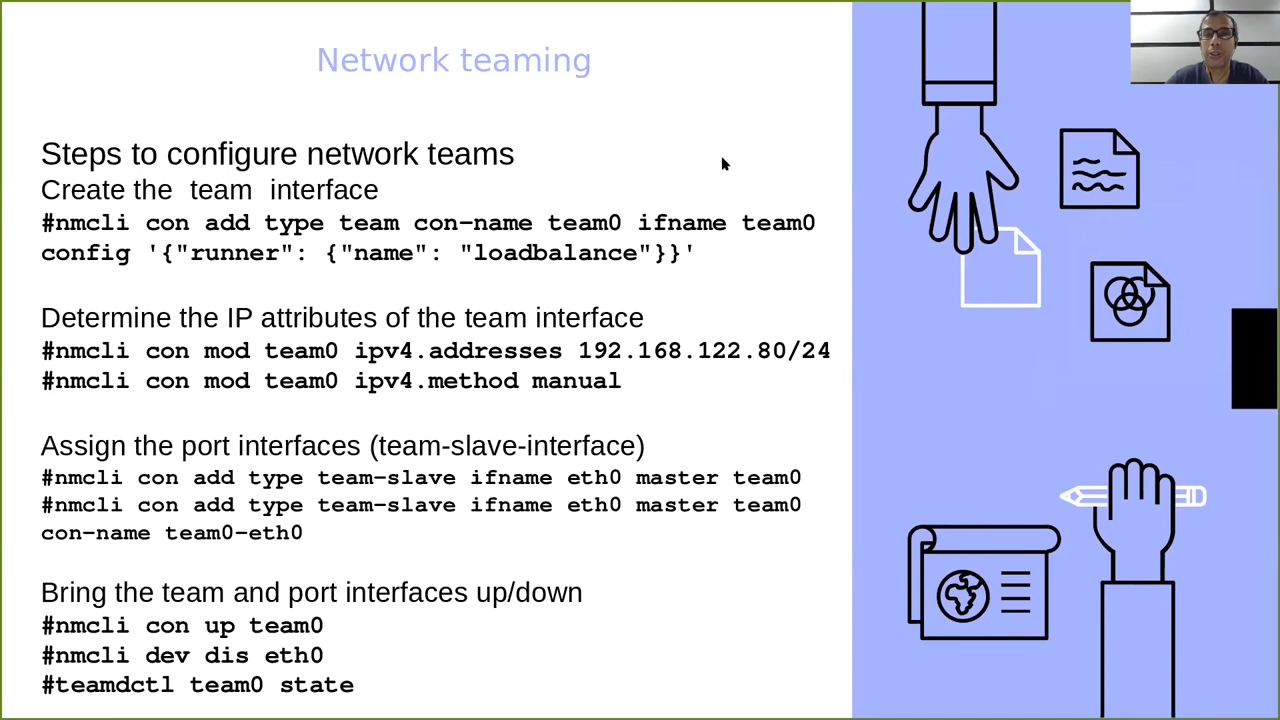 Network teaming
Steps to configure network teams
Create the team interface
#nmcli con add type team con-name team0 ifname team0
config '{"runner": {"name": "loadbalance"}}'
Determine the IP attributes of the team interface
#nmcli con mod team0 ipv4.addresses 192.168.122.80/24
#nmcli con mod team0 ipv4.method manual
Assign the port interfaces (team-slave-interface)
#nmcli con add type team-slave ifname eth0 master team0
#nmcli con add type team-slave ifname eth0 master team0
con-name team0-eth0
Bring the team and port interfaces up/down
#nmcli con up team0
#nmcli dev dis eth0
#teamdctl team0 state